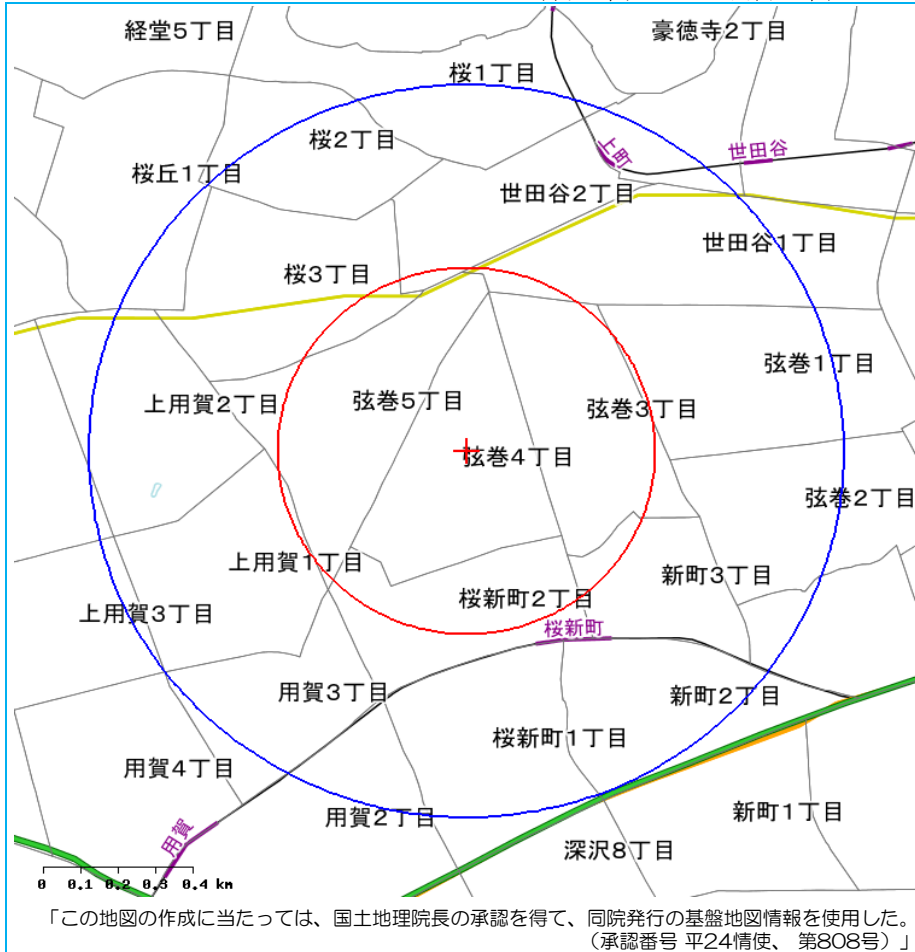 経堂5丁目
豪徳寺2丁目
桜1丁目
桜2丁目
上町
世田谷
桜丘1丁目
世田谷2丁目
世田谷1丁目
桜3丁目
弦巻1丁目
上用賀2丁目
弦巻5丁目
弦巻3丁目
弦巻4丁目
弦巻2丁目
上用賀1丁目
新町3丁目
上用賀3丁目
桜新町2丁目
桜新町
用賀3丁目
新町2丁目
桜新町1丁目
用賀4丁目
用賀2丁目
新町1丁目
用賀
深沢8丁目
0 0.1 0.2 0.3 0.4 km
「この地図の作成に当たっては、国土地理院長の承認を得て、同院発行の基盤地図情報を使用した。
(承認番号 平24情使、 第808号)」